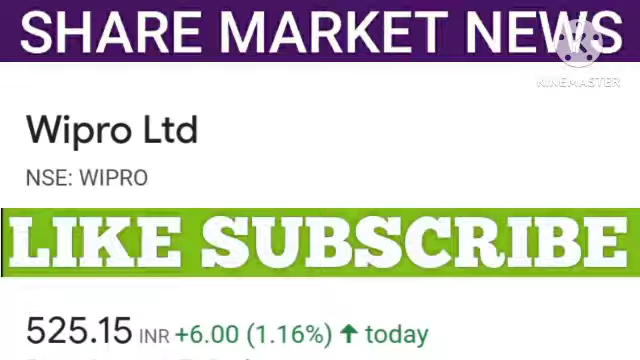 SHARE MARKET NEWS
KINEMASTER
Wipro Ltd
NSE: WIPRO
LIKE SUBSCRIBE
525.15 INR +6.00 (1.16%) ↑ today